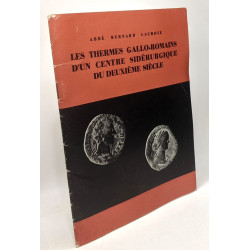 ABBÉ BERNARD LACROIX
LES THERMES GALLO-ROMAINS
D'UN CENTRE SIDÉRURGIQUE
DU DEUXIÈME SIÈCLE